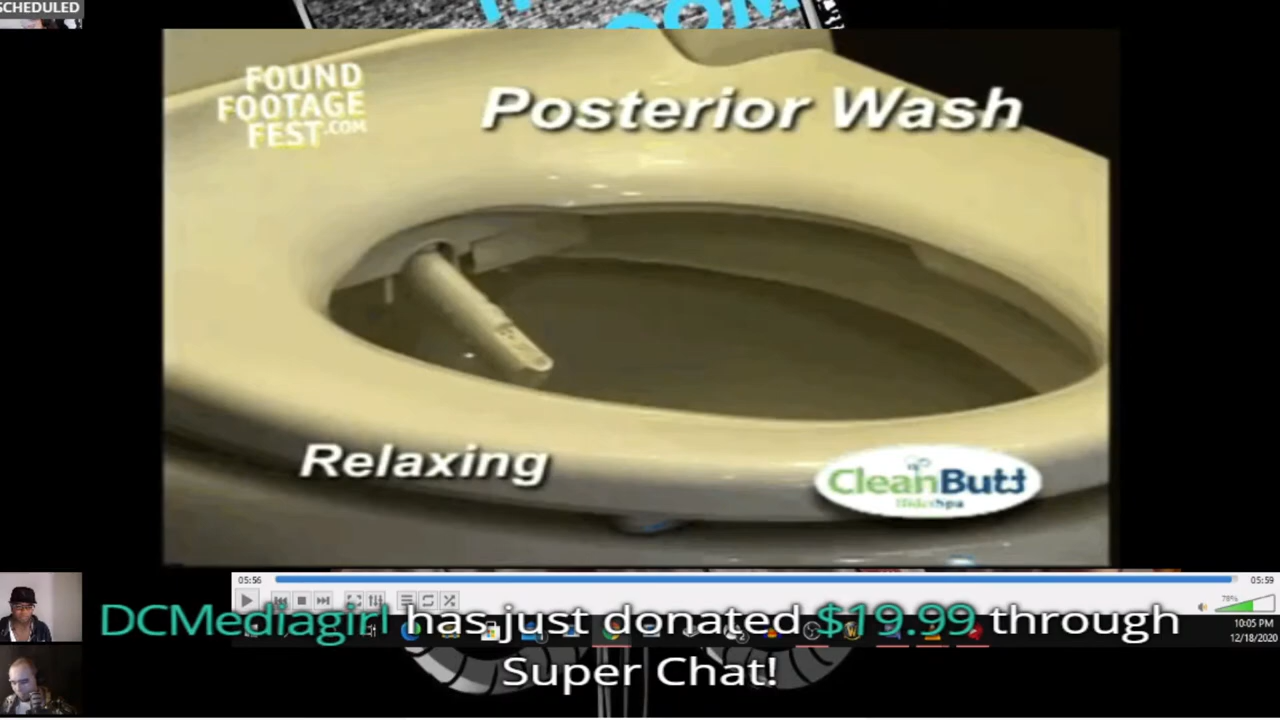 SCHEDULED
FOUND
FOOTAGE
FEST.COM
Posterior Wash
Relaxing
CleanButt
05:56
05:59
78%
DCMediagirl has just donated $19.99 through
Super Chat!
10:05 PM
12/18/2020